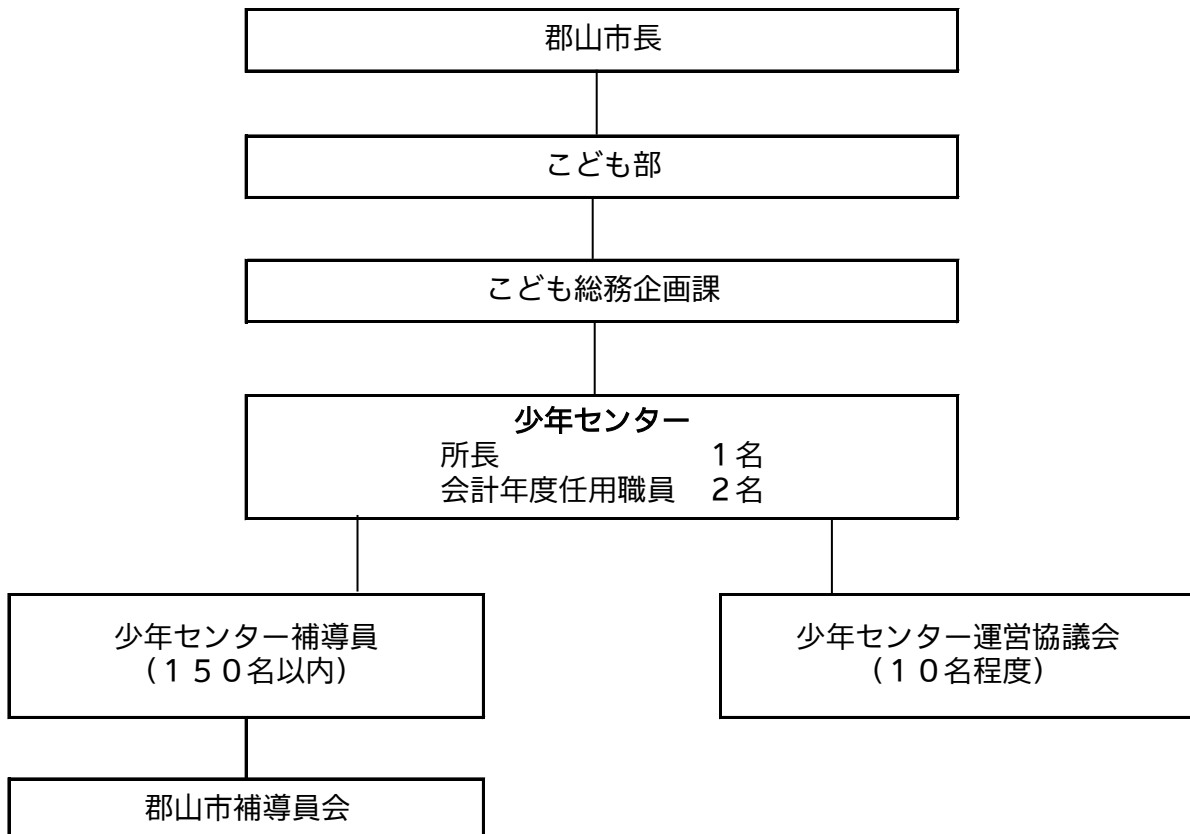 郡山市長
こども部
こども総務企画課
少年センター
所長　　　　　　１名
会計年度任用職員　２名
少年センター補導員
（１５０名以内）
少年センター運営協議会
（１０名程度）
郡山市補導員会